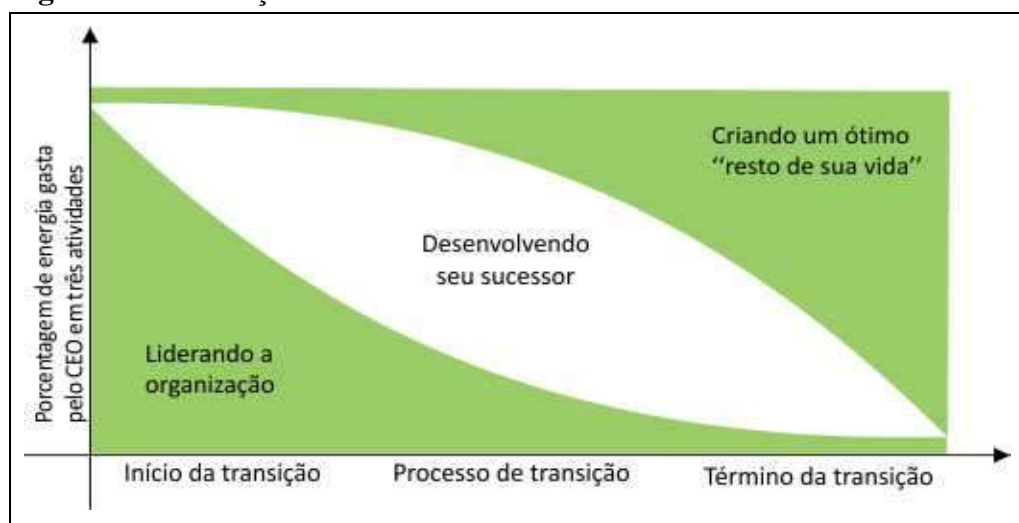 Porcentagem de energia gasta
pelo CEO em três atividades
Criando um ótimo
‘‘resto de sua vida’’
Desenvolvendo
seu sucessor
Liderando a
organização
Início da transição
Processo de transição
Término da transição